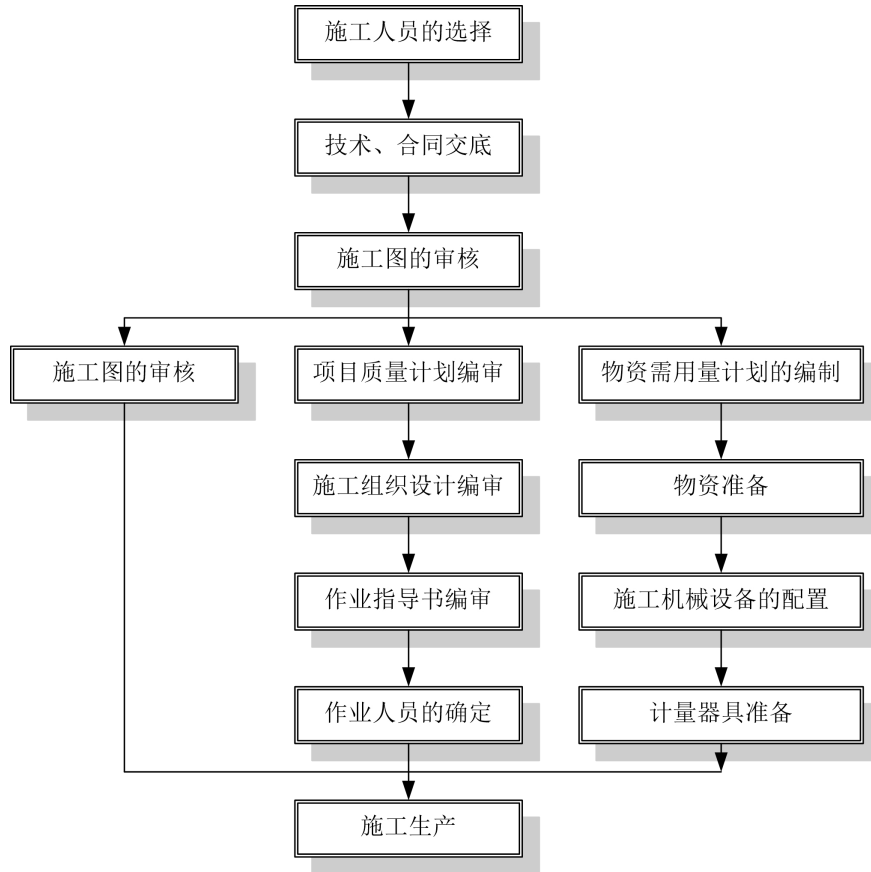 施工人员的选择
技术、合同交底
施工图的审核
施工图的审核
项目质量计划编审
物资需用量计划的编制
施工组织设计编审
物资准备
作业指导书编审
施工机械设备的配置
作业人员的确定
计量器具准备
施工生产